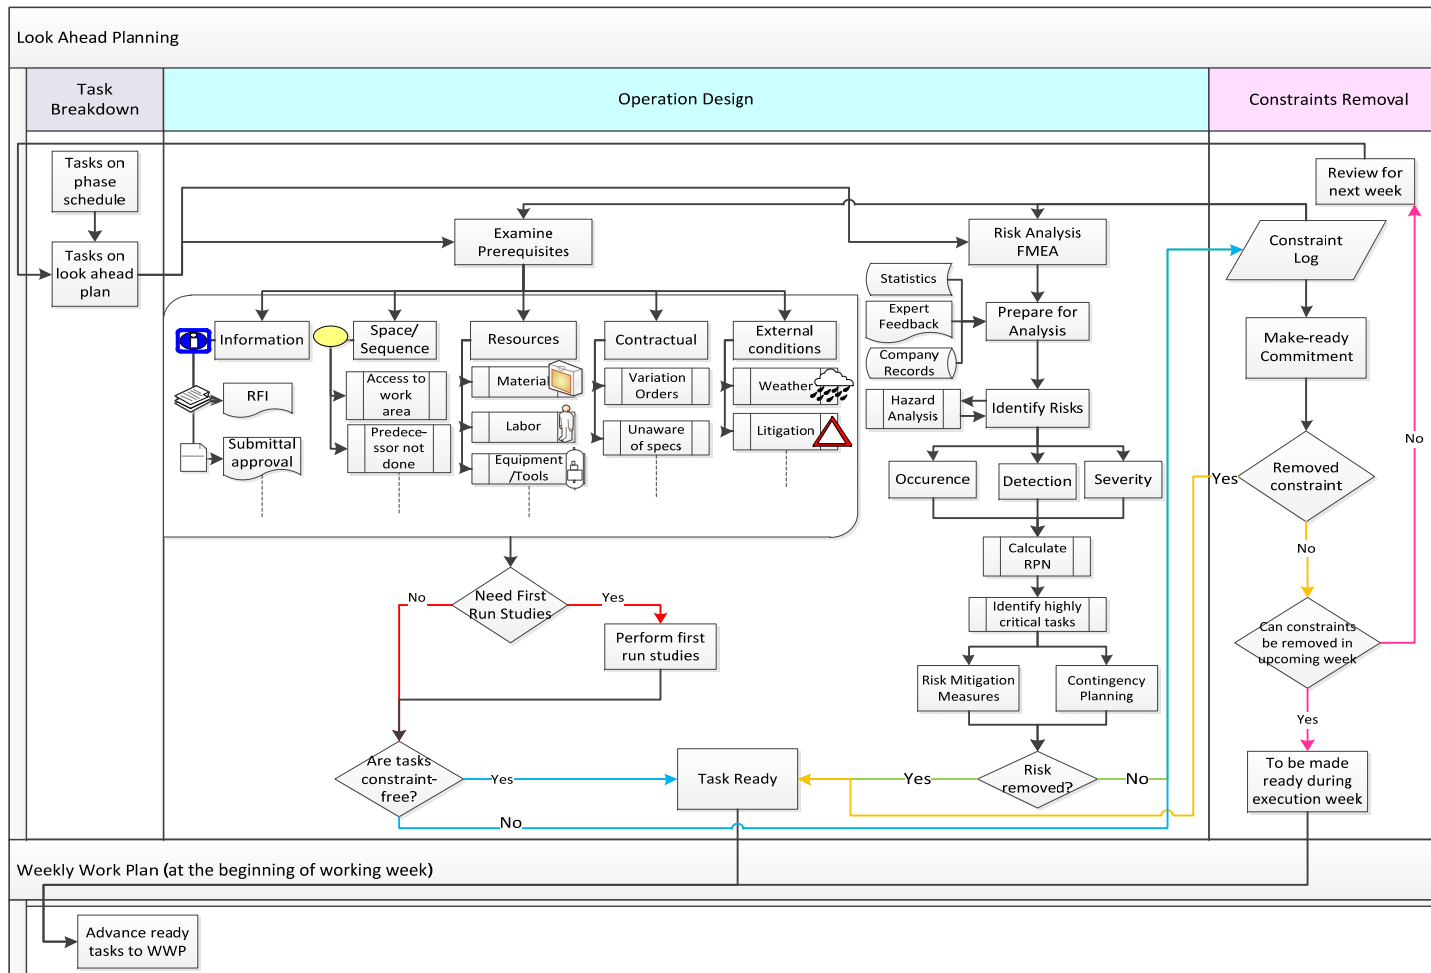 Look Ahead Planning
Task
Breakdown
Operation Design
Constraints Removal
Tasks on
phase
schedule
Tasks on
look ahead
plan
Examine
Prerequisites
Risk Analysis
FMEA
Review for
next week
Constraint
Log
Statistics
Expert
Feedback
Company
Records
Prepare for
Analysis
Make-ready
Commitment
Information
Space/
Sequence
Resources
Contractual
External
conditions
RFI
Submittal
approval
Access to
work
area
Predece-
ssor not
done
Material
Labor
Equipment
/Tools
Variation
Orders
Unaware
of specs
Weather
Litigation
Hazard
Analysis
Identify Risks
Occurence
Detection
Severity
Calculate
RPN
Identify highly
critical tasks
Risk Mitigation
Measures
Contingency
Planning
Risk
removed?
Yes
No
Removed
constraint
Yes
No
Can constraints
be removed in
upcoming week
No
Yes
To be made
ready during
execution week
Need First
Run Studies
No
Yes
Perform first
run studies
Are tasks
constraint-
free?
Yes
No
Task Ready
Weekly Work Plan (at the beginning of working week)
Advance ready
tasks to WWP